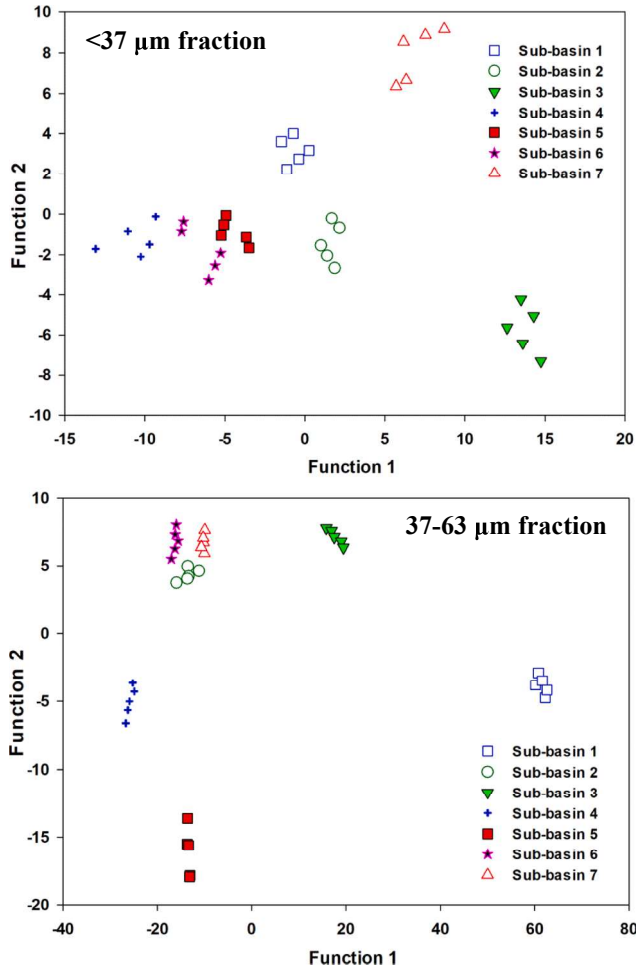 10
<37 µm fraction
8
6
4
2
0
-2
-4
-6
-8
-10
Function 2
Sub-basin 1
Sub-basin 2
Sub-basin 3
Sub-basin 4
Sub-basin 5
Sub-basin 6
Sub-basin 7
-15 -10 -5 0 5 10 15 20
Function 1
10
37-63 µm fraction
5
0
-5
-10
-15
-20
Function 2
Sub-basin 1
Sub-basin 2
Sub-basin 3
Sub-basin 4
Sub-basin 5
Sub-basin 6
Sub-basin 7
-40 -20 0 20 40 60 80
Function 1